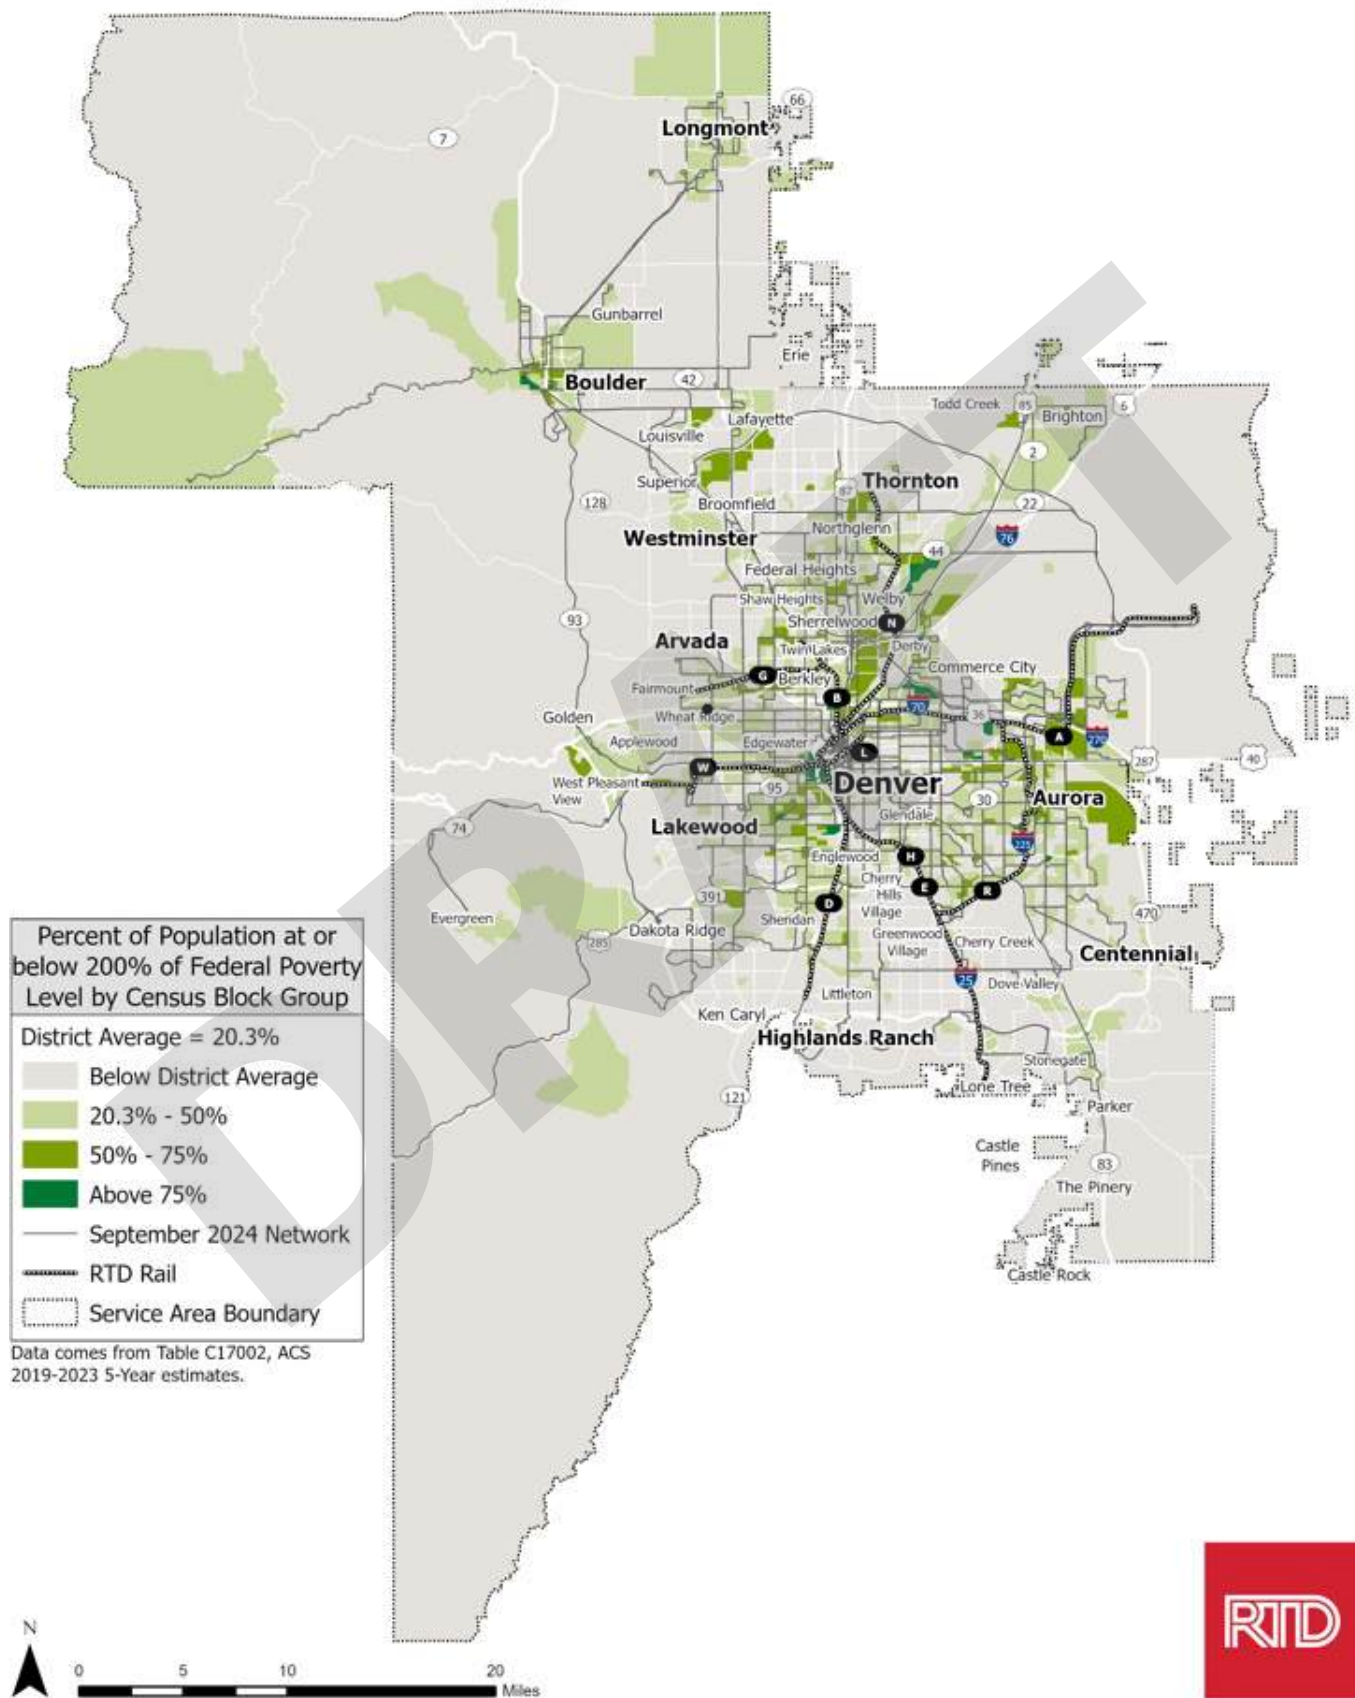 66
Longmont
7
Gunbarrel
Erie
Boulder
42
Todd Creek
85
6
Brighton
Lafayette
Louisville
2
Superior
87
Thornton
128
Broomfield
22
Northglenn
Westminster
76
44
Federal Heights
Shaw Heights
Welby
93
Sherrelwood
N
Arvada
Twin Lakes
Derby
Commerce City
G
Berkley
Fairmount
B
70
Golden
Wheat Ridge
36
A
270
Applewood
Edgewater
L
287
40
W
West Pleasant
View
95
Denver
30
Aurora
74
Lakewood
Glendale
225
Englewood
H
Cherry
Hills
Village
E
R
391
D
Evergreen
Sheridan
470
285
Dakota Ridge
Greenwood
Village
Cherry Creek
Centennial
25
Dove Valley
Littleton
Ken Caryl
Highlands Ranch
Stonegate
Lone Tree
121
Parker
Castle
Pines
83
The Pinery
Castle Rock
DRAFT
Percent of Population at or
below 200% of Federal Poverty
Level by Census Block Group
District Average = 20.3%
Below District Average
20.3% - 50%
50% - 75%
Above 75%
September 2024 Network
RTD Rail
Service Area Boundary
Data comes from Table C17002, ACS
2019-2023 5-Year estimates.
N
0 5 10 20
Miles
RTD